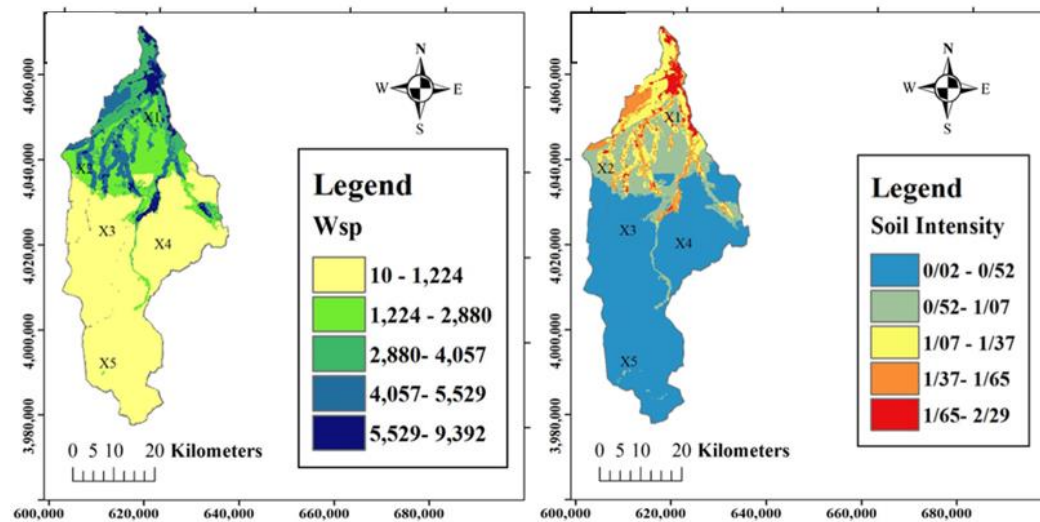 4,060,000
4,040,000
4,020,000
4,000,000
3,980,000
N
W E
S
X1
X2
X3
X4
X5
Legend
Wsp
10 - 1,224
1,224 - 2,880
2,880- 4,057
4,057- 5,529
5,529- 9,392
0 5 10 20 Kilometers
600,000 620,000 640,000 660,000 680,000
4,060,000
4,040,000
4,020,000
4,000,000
3,980,000
N
W E
S
X1
X2
X3
X4
X5
Legend
Soil Intensity
0/02 - 0/52
0/52- 1/07
1/07 - 1/37
1/37- 1/65
1/65- 2/29
0 5 10 20 Kilometers
600,000 620,000 640,000 660,000 680,000